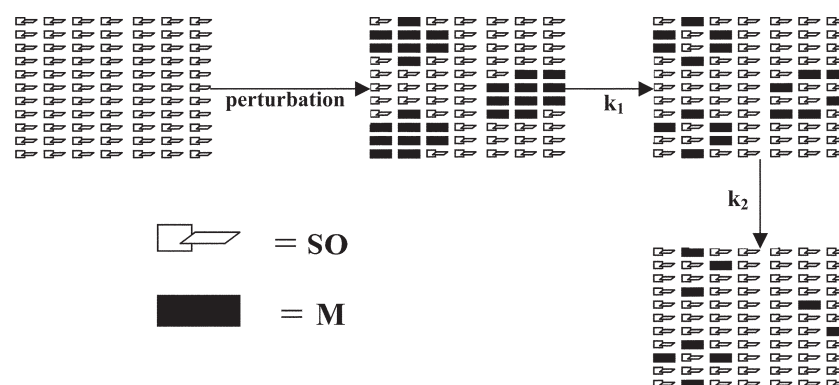 perturbation
k₁
k₂
= SO
= M